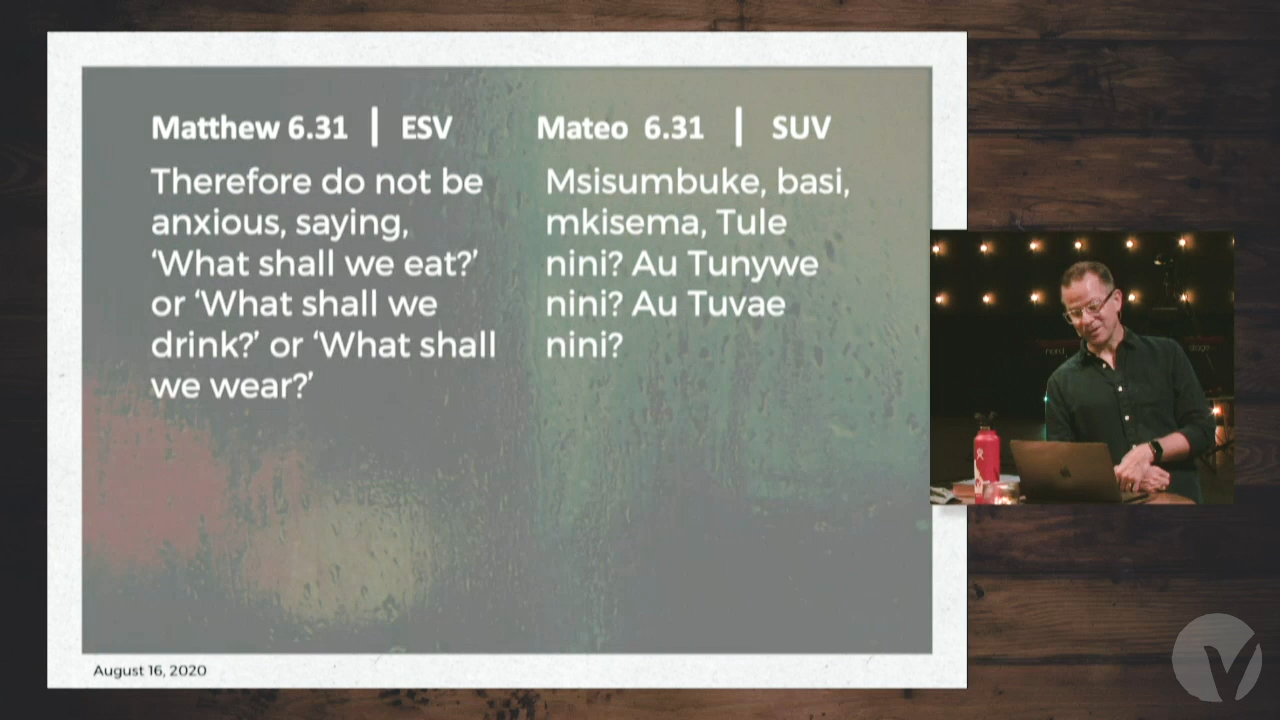 Matthew 6.31 | ESV
Therefore do not be
anxious, saying,
‘What shall we eat?’
or ‘What shall we
drink?’ or ‘What shall
we wear?’
Mateo 6.31 | SUV
Msisumbuke, basi,
mkisema, Tule
nini? Au Tunywe
nini? Au Tuvae
nini?
nord stage
August 16, 2020